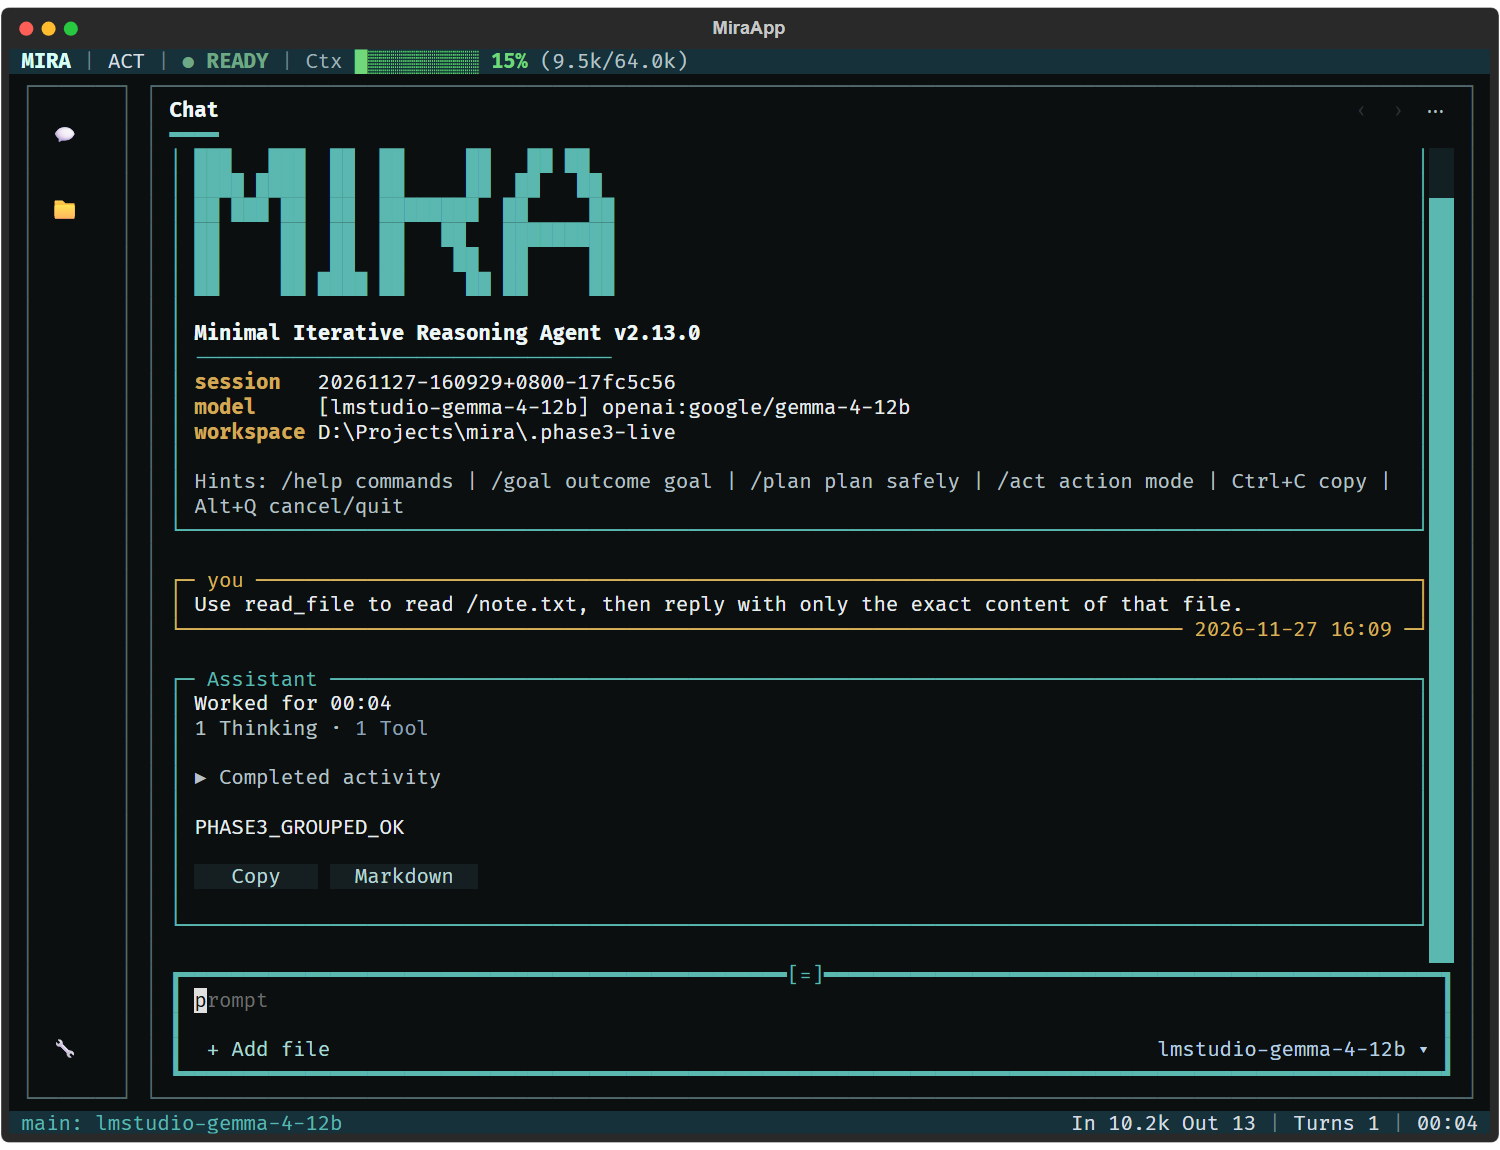 MiraApp
MIRA | ACT | ● READY | Ctx 15% (9.5k/64.0k)
Chat
‹ › ...
MIRA
Minimal Iterative Reasoning Agent v2.13.0
session 20261127-160929+0800-17fc5c56
model [lmstudio-gemma-4-12b] openai:google/gemma-4-12b
workspace D:\Projects\mira\.phase3-live
Hints: /help commands | /goal outcome goal | /plan plan safely | /act action mode | Ctrl+C copy |
Alt+Q cancel/quit
you
Use read_file to read /note.txt, then reply with only the exact content of that file.
2026-11-27 16:09
Assistant
Worked for 00:04
1 Thinking · 1 Tool
▶ Completed activity
PHASE3_GROUPED_OK
Copy Markdown
[=]
prompt
+ Add file lmstudio-gemma-4-12b ▾
main: lmstudio-gemma-4-12b In 10.2k Out 13 | Turns 1 | 00:04